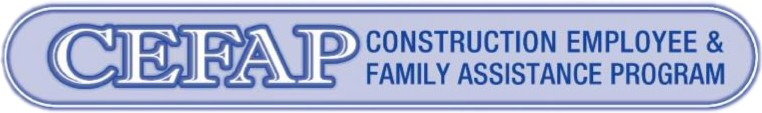 CEFAP CONSTRUCTION EMPLOYEE &
FAMILY ASSISTANCE PROGRAM